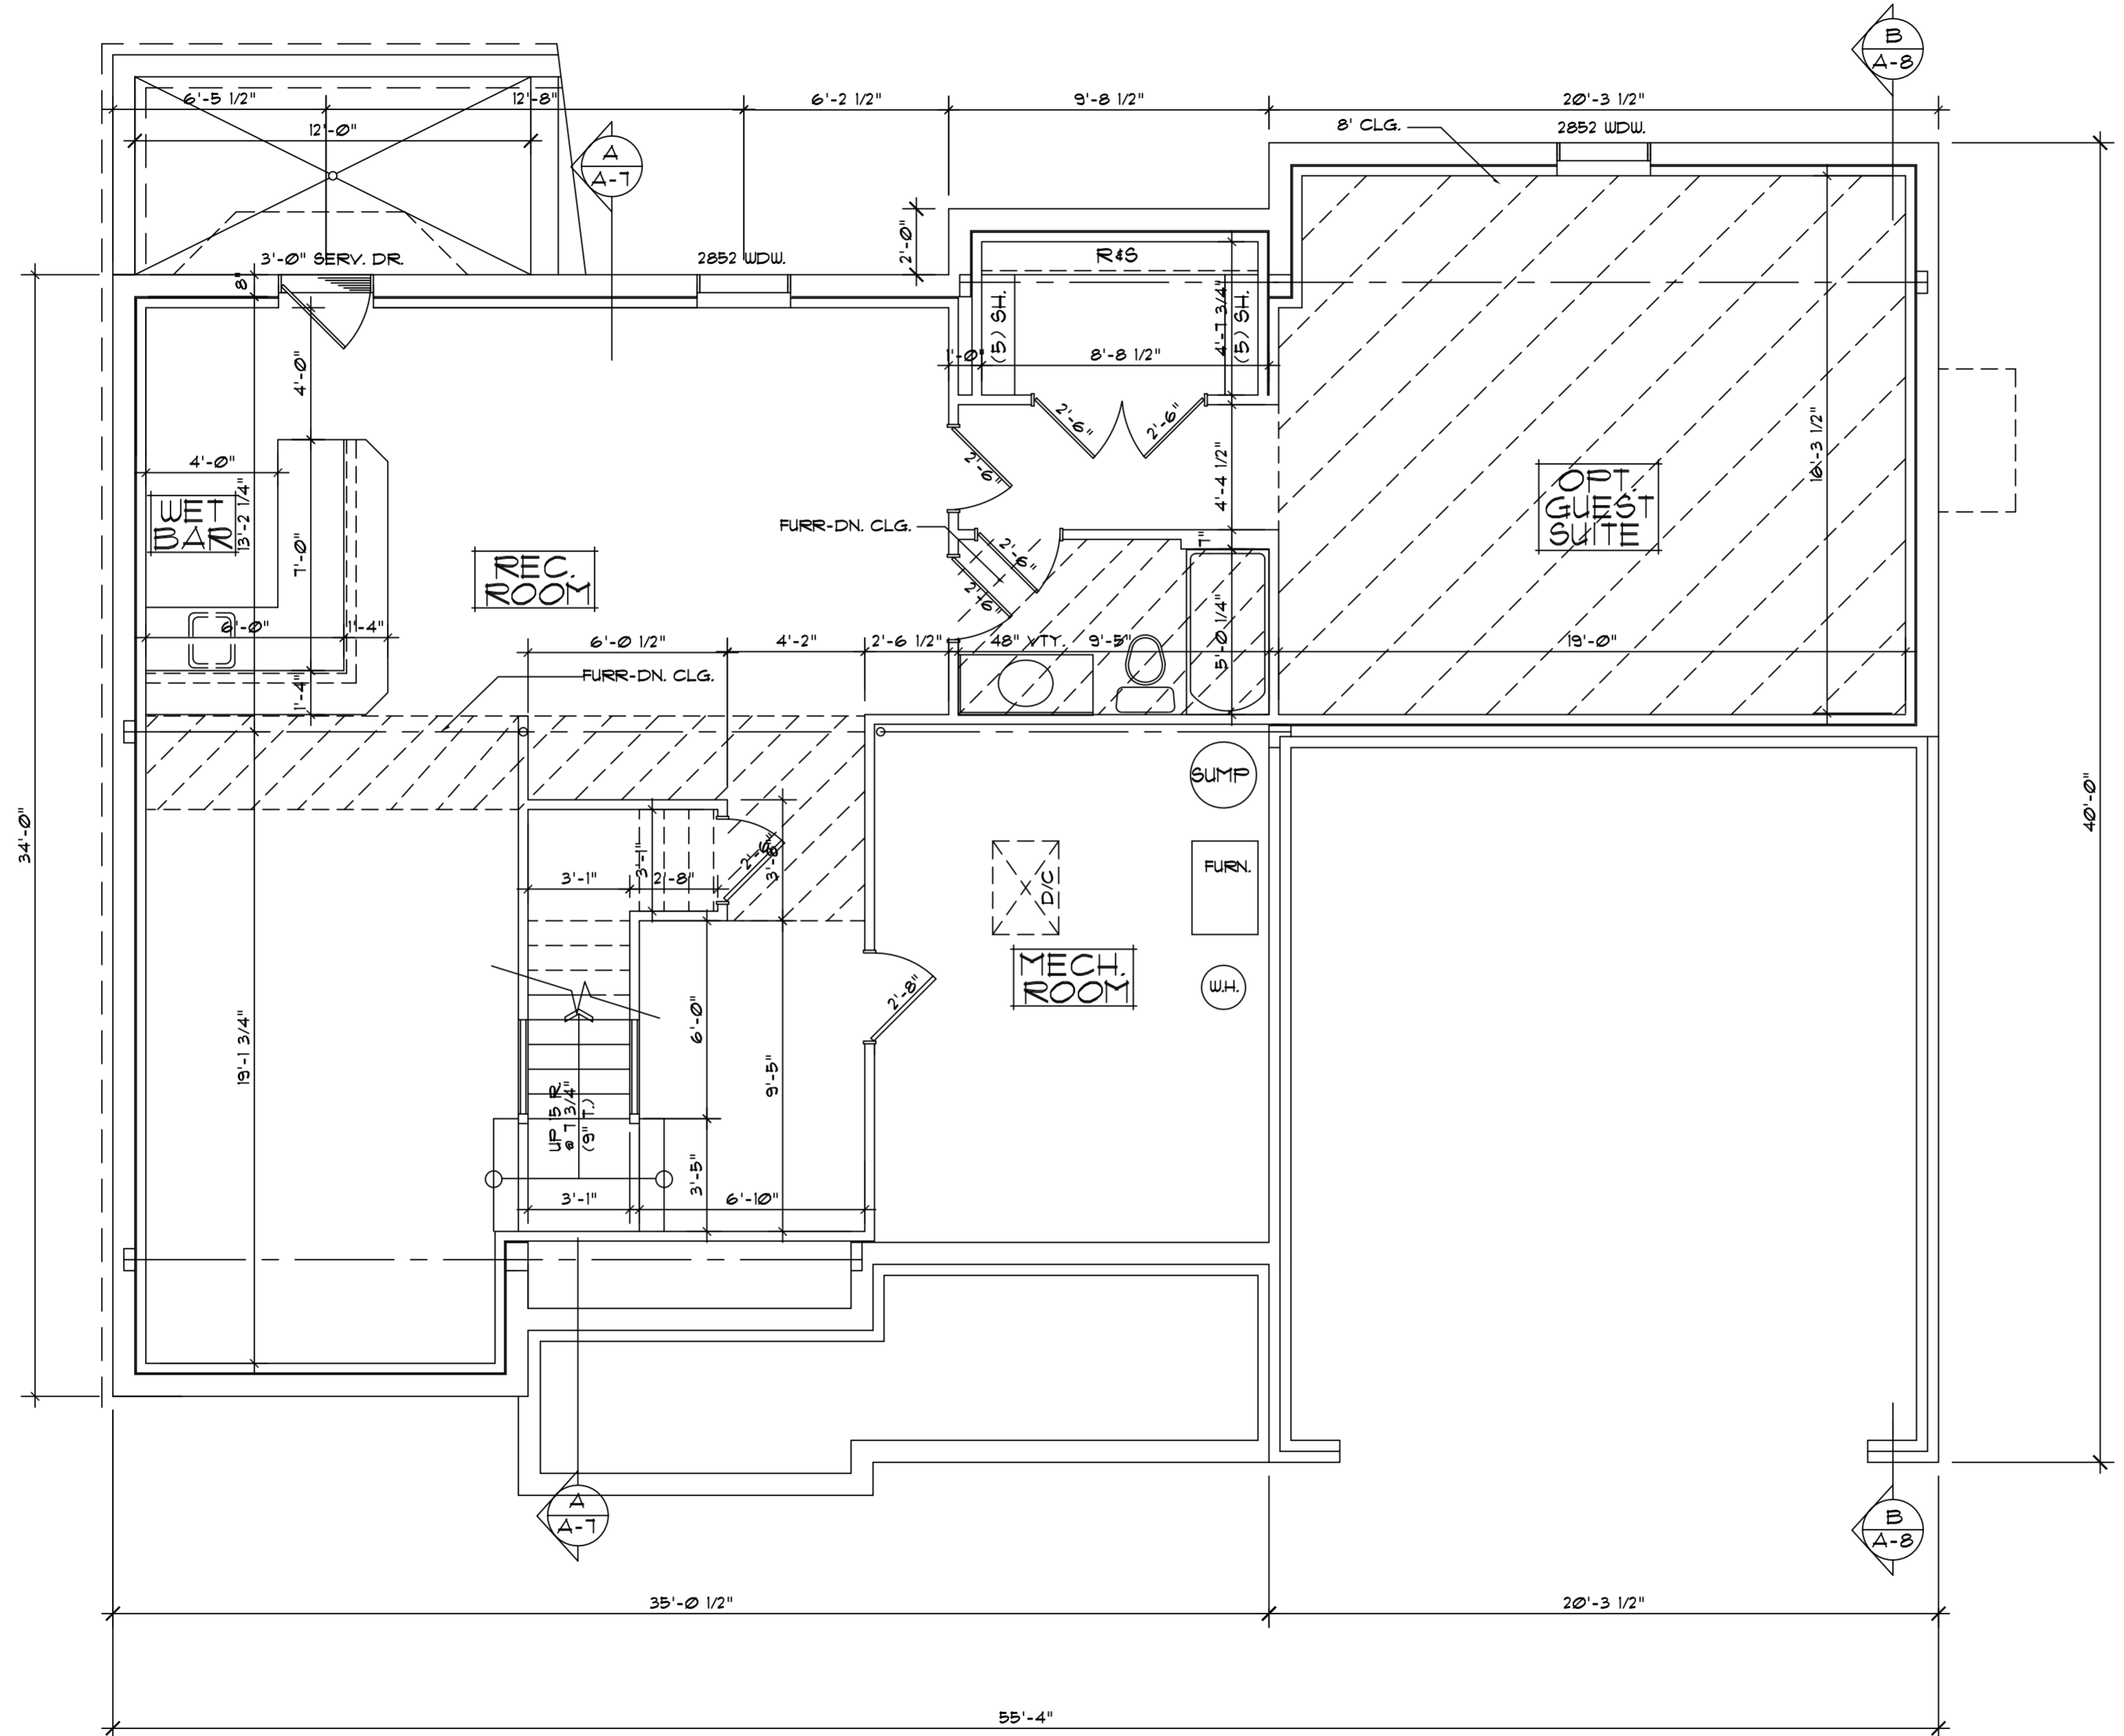 B
A-8
6'-5 1/2"
12'-8"
6'-2 1/2"
9'-8 1/2"
20'-3 1/2"
12'-0"
8' CLG.
2852 WDW.
A
A-7
3'-0" SERV. DR.
2852 WDW.
2'-0"
R&S
8"
(5) SH.
4'-7 3/4"
(5) SH.
1'-0"
8'-8 1/2"
4'-0"
2'-6"
2'-6"
16'-3 1/2"
4'-0"
2'-6"
4'-4 1/2"
WET
BAR
13'-2 1/4"
OPT.
GUEST
SUITE
FURR-DN. CLG.
7"
7'-0"
REC.
ROOM
2'-6"
2'-6"
6'-0"
1'-4"
6'-0 1/2"
4'-2"
2'-6 1/2"
48" VTY.
9'-5"
5'-0 1/4"
19'-0"
1'-4"
FURR-DN. CLG.
SUMP
34'-0"
40'-0"
3'-1"
2'-8"
3'-1"
2'-6"
3'-8"
D/C
FURN.
MECH.
ROOM
W.H.
2'-8"
19'-1 3/4"
6'-0"
9'-5"
UP 15 R.
@ 7 3/4"
(9" T.)
3'-5"
3'-1"
6'-10"
A
A-7
B
A-8
35'-0 1/2"
20'-3 1/2"
55'-4"